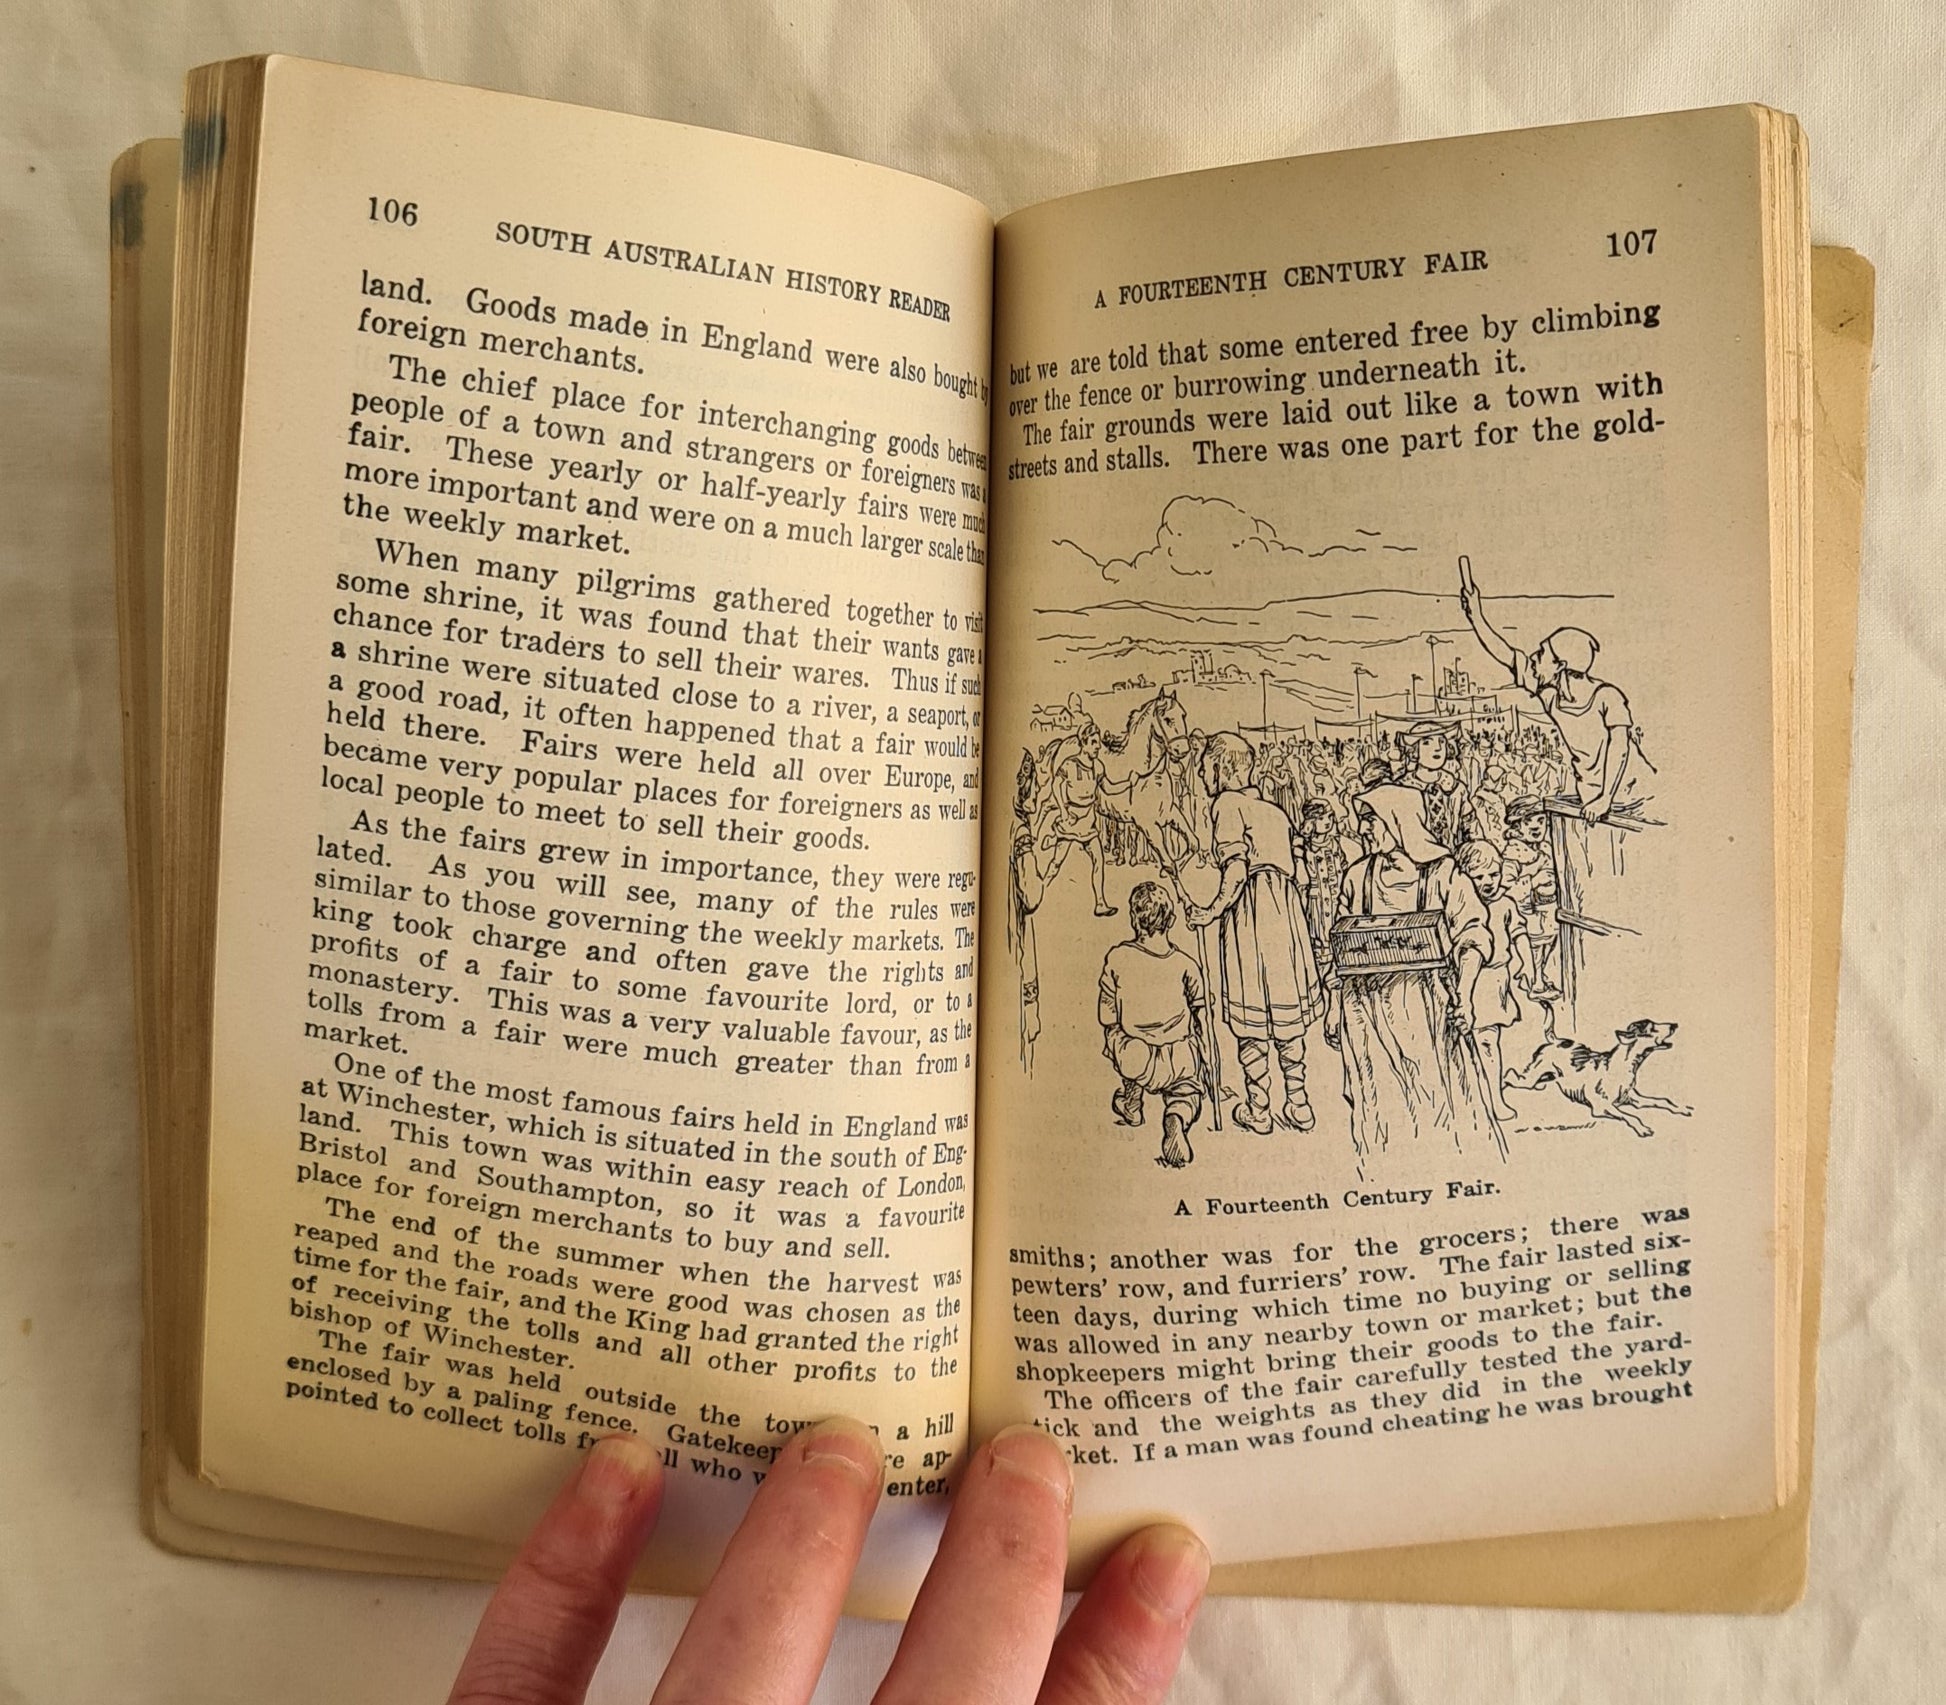 106
SOUTH AUSTRALIAN HISTORY READER
land. Goods made in England were also bought by
foreign merchants.
The chief place for interchanging goods between
people of a town and strangers or foreigners was a
fair. These yearly or half-yearly fairs were much
more important and were on a much larger scale than
the weekly market.
When many pilgrims gathered together to visit
some shrine, it was found that their wants gave a
chance for traders to sell their wares. Thus if such
a shrine were situated close to a river, a seaport, or
a good road, it often happened that a fair would be
held there. Fairs were held all over Europe, and
became very popular places for foreigners as well as
local people to meet to sell their goods.
As the fairs grew in importance, they were regu-
lated. As you will see, many of the rules were
similar to those governing the weekly markets. The
king took charge and often gave the rights and
profits of a fair to some favourite lord, or to a
monastery. This was a very valuable favour, as the
tolls from a fair were much greater than from a
market.
One of the most famous fairs held in England was
at Winchester, which is situated in the south of Eng-
land. This town was within easy reach of London,
Bristol and Southampton, so it was a favourite
place for foreign merchants to buy and sell.
The end of the summer when the harvest was
reaped and the roads were good was chosen as the
time for the fair, and the King had granted the right
of receiving the tolls and all other profits to the
bishop of Winchester.
The fair was held outside the a hill
enclosed by a paling fence. ap-
pointed to collect tolls who enter,
A FOURTEENTH CENTURY FAIR
107
but we are told that some entered free by climbing
over the fence or burrowing underneath it.
The fair grounds were laid out like a town with
streets and stalls. There was one part for the gold-
A Fourteenth Century Fair.
smiths; another was for the grocers; there was
pewters' row, and furriers' row. The fair lasted six-
teen days, during which time no buying or selling
was allowed in any nearby town or market; but the
shopkeepers might bring their goods to the fair.
The officers of the fair carefully tested the yard-
and the weights as they did in the weekly
If a man was found cheating he was brought